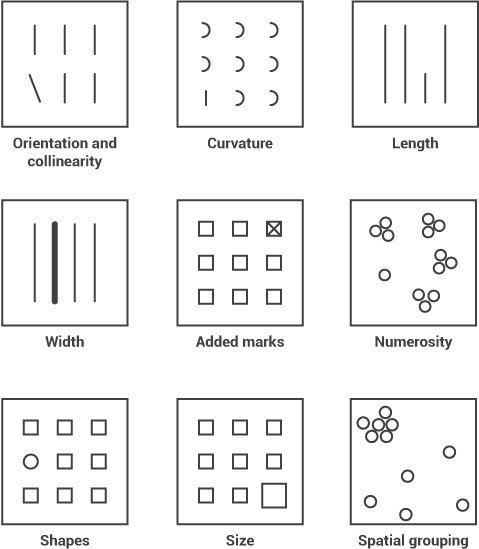 Orientation and
collinearity
Curvature
Length
Width
Added marks
Numerosity
Shapes
Size
Spatial grouping